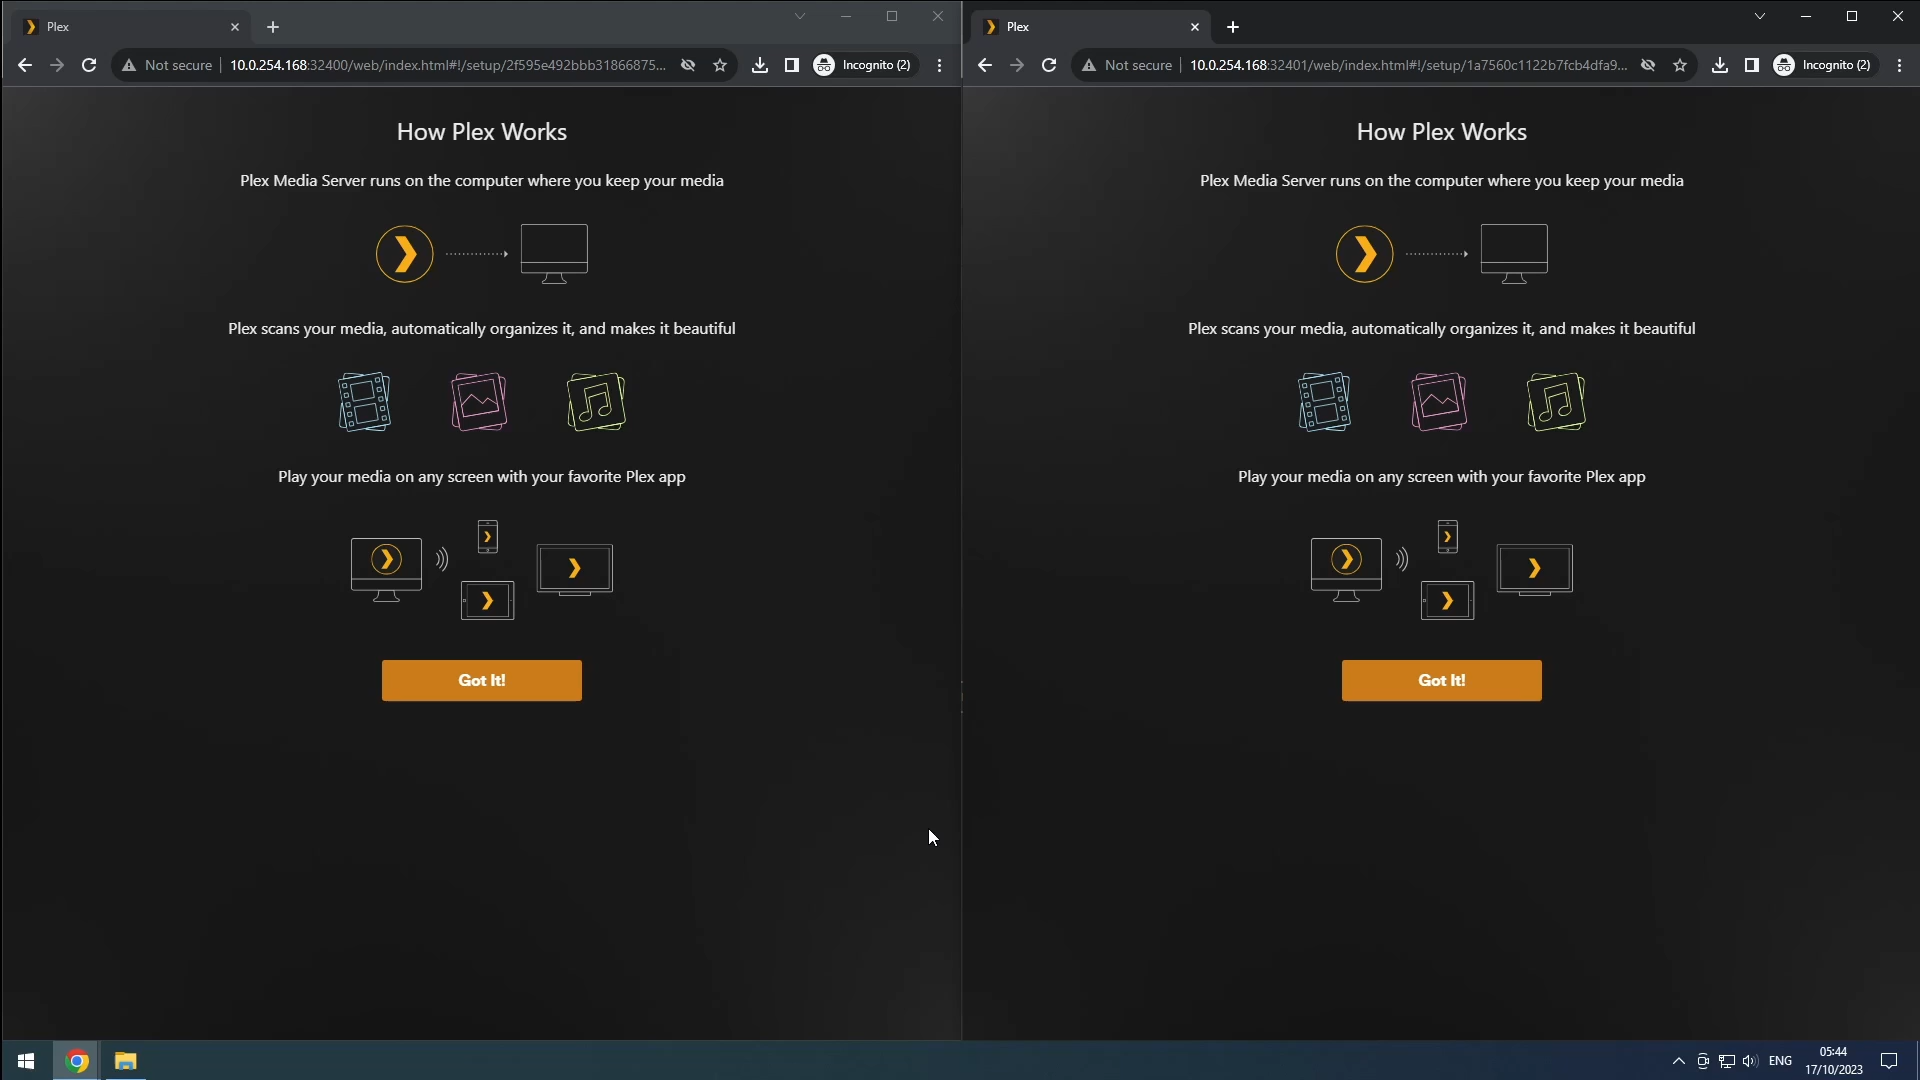 Plex
Not secure
10.0.254.168:32400/web/index.html#!/setup/2f595e492bbb31866875...
Incognito (2)
How Plex Works
Plex Media Server runs on the computer where you keep your media
Plex scans your media, automatically organizes it, and makes it beautiful
Play your media on any screen with your favorite Plex app
Got It!
Plex
Not secure
10.0.254.168:32401/web/index.html#!/setup/1a7560c1122b7fcb4dfa9...
Incognito (2)
How Plex Works
Plex Media Server runs on the computer where you keep your media
Plex scans your media, automatically organizes it, and makes it beautiful
Play your media on any screen with your favorite Plex app
Got It!
ENG
05:44
17/10/2023